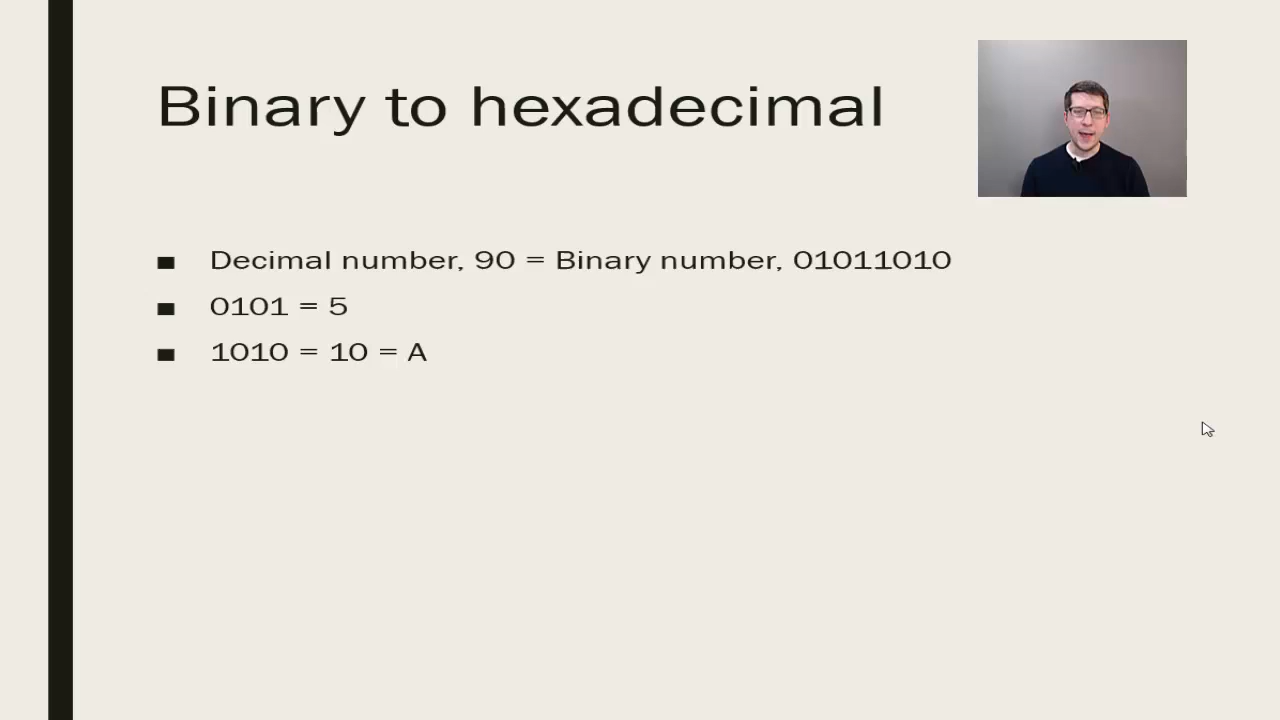 Binary to hexadecimal
Decimal number, 90 = Binary number, 01011010
0101 = 5
1010 = 10 = A